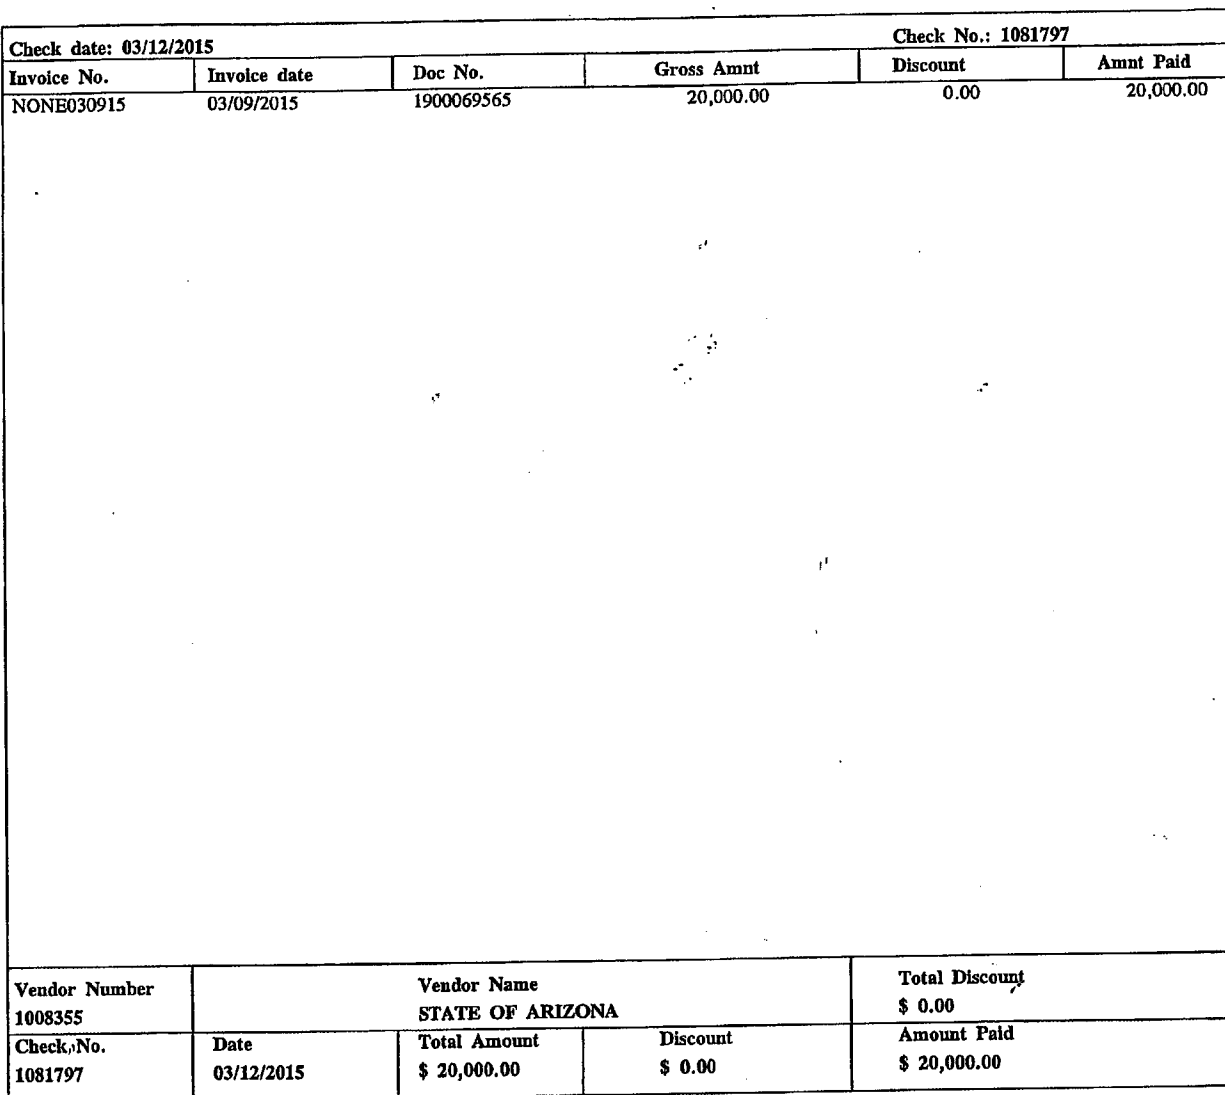 Check date: 03/12/2015 Check No.: 1081797
Invoice No. Invoice date Doc No. Gross Amnt Discount Amnt Paid
NONE030915 03/09/2015 1900069565 20,000.00 0.00 20,000.00
Vendor Number Vendor Name Total Discount
1008355 STATE OF ARIZONA $ 0.00
Check No. Date Total Amount Discount Amount Paid
1081797 03/12/2015 $ 20,000.00 $ 0.00 $ 20,000.00